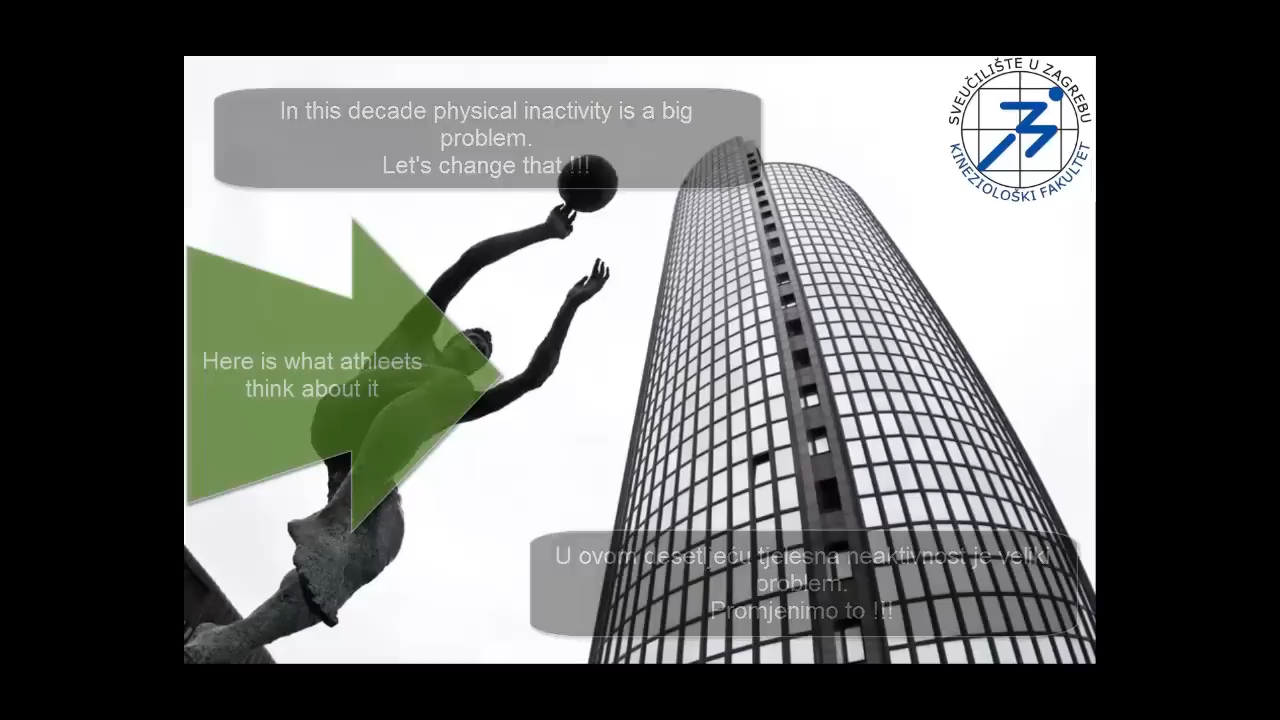 SVEUČILIŠTE U ZAGREBU
KINEZIOLOŠKI FAKULTET
In this decade physical inactivity is a big
problem.
Let's change that !!!
Here is what athleets
think about it
U ovom desetljeću tjelesna neaktivnost je veliki
problem.
Promjenimo to !!!